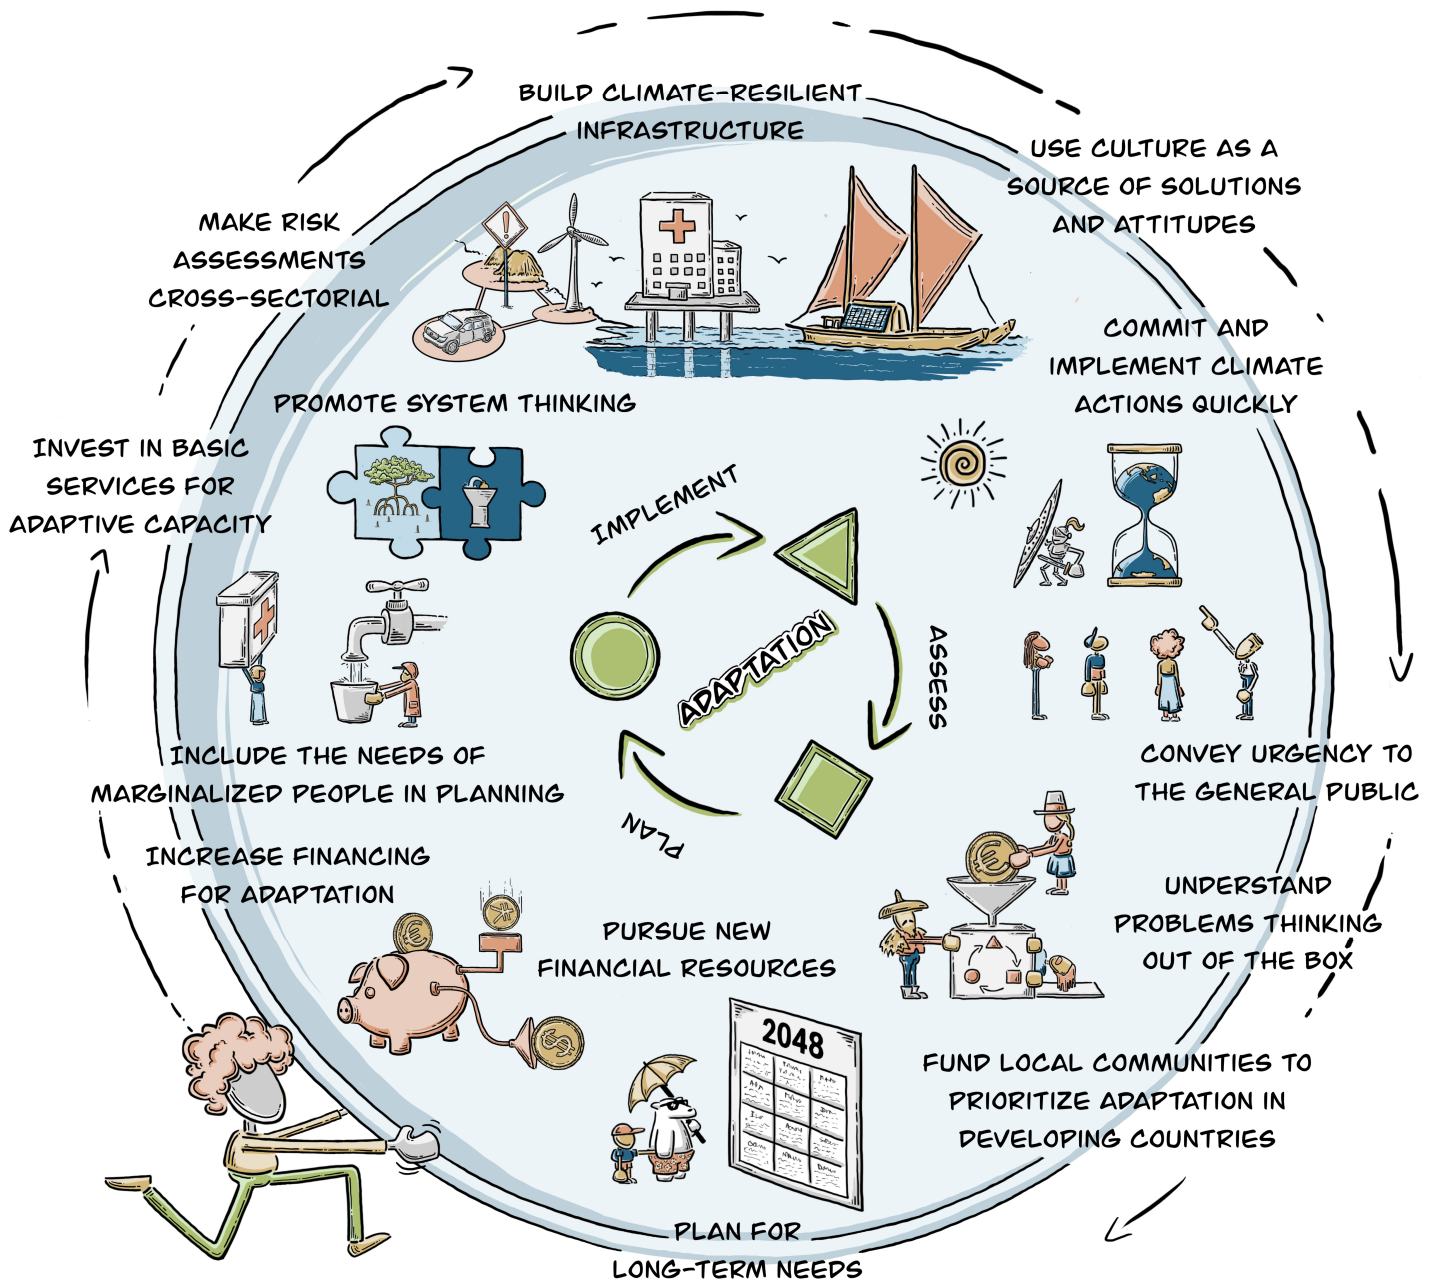 BUILD CLIMATE-RESILIENT
INFRASTRUCTURE
USE CULTURE AS A
SOURCE OF SOLUTIONS
AND ATTITUDES
MAKE RISK
ASSESSMENTS
CROSS-SECTORIAL
COMMIT AND
IMPLEMENT CLIMATE
ACTIONS QUICKLY
PROMOTE SYSTEM THINKING
INVEST IN BASIC
SERVICES FOR
ADAPTIVE CAPACITY
IMPLEMENT
ADAPTATION
ASSESS
PLAN
INCLUDE THE NEEDS OF
MARGINALIZED PEOPLE IN PLANNING
CONVEY URGENCY TO
THE GENERAL PUBLIC
INCREASE FINANCING
FOR ADAPTATION
UNDERSTAND
PROBLEMS THINKING
OUT OF THE BOX
PURSUE NEW
FINANCIAL RESOURCES
2048
FUND LOCAL COMMUNITIES TO
PRIORITIZE ADAPTATION IN
DEVELOPING COUNTRIES
PLAN FOR
LONG-TERM NEEDS